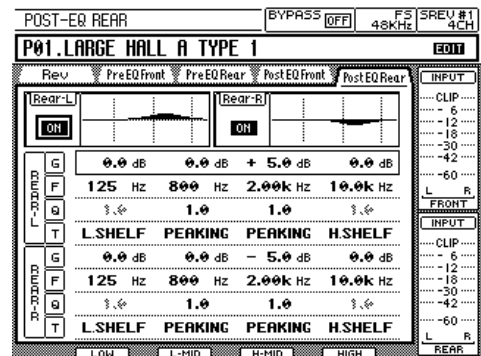 POST-EQ REAR
BYPASS OFF
FS 48KHz
SREV#1 4CH
P01.LARGE HALL A TYPE 1
EDIT
Rev PreEQFront PreEQRear PostEQFront PostEQRear
Rear-L ON
Rear-R ON
REAR-L
G 0.0 dB 0.0 dB + 5.0 dB 0.0 dB
F 125 Hz 800 Hz 2.00k Hz 10.0k Hz
Q 1.0 1.0
T L.SHELF PEAKING PEAKING H.SHELF
REAR-R
G 0.0 dB 0.0 dB - 5.0 dB 0.0 dB
F 125 Hz 800 Hz 2.00k Hz 10.0k Hz
Q 1.0 1.0
T L.SHELF PEAKING PEAKING H.SHELF
LOW L-MID H-MID HIGH
INPUT
CLIP
- 6
-12
-18
-30
-42
-60
L R
FRONT
INPUT
CLIP
- 6
-12
-18
-30
-42
-60
L R
REAR